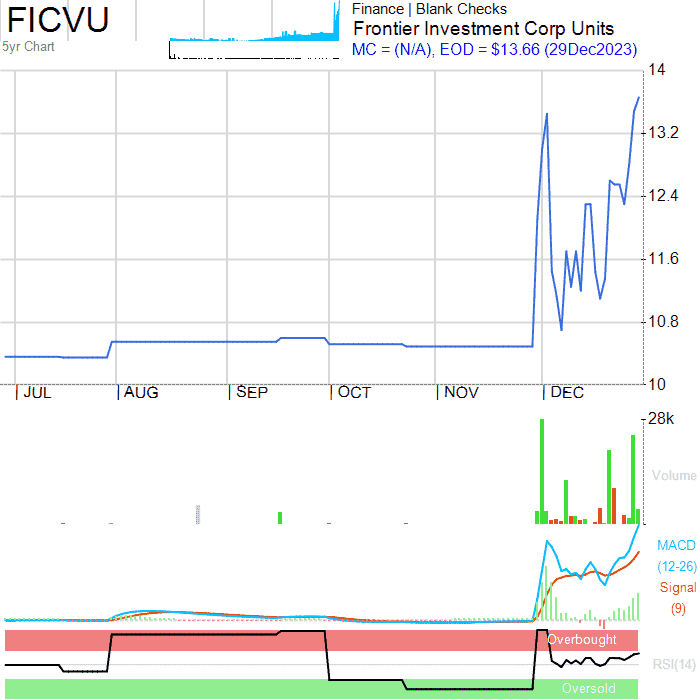 FICVU
5yr Chart
Finance | Blank Checks
Frontier Investment Corp Units
MC = (N/A), EOD = $13.66 (29Dec2023)
14
13.2
12.4
11.6
10.8
10
JUL AUG SEP OCT NOV DEC
28k
Volume
MACD
(12-26)
Signal
(9)
Overbought
RSI(14)
Oversold